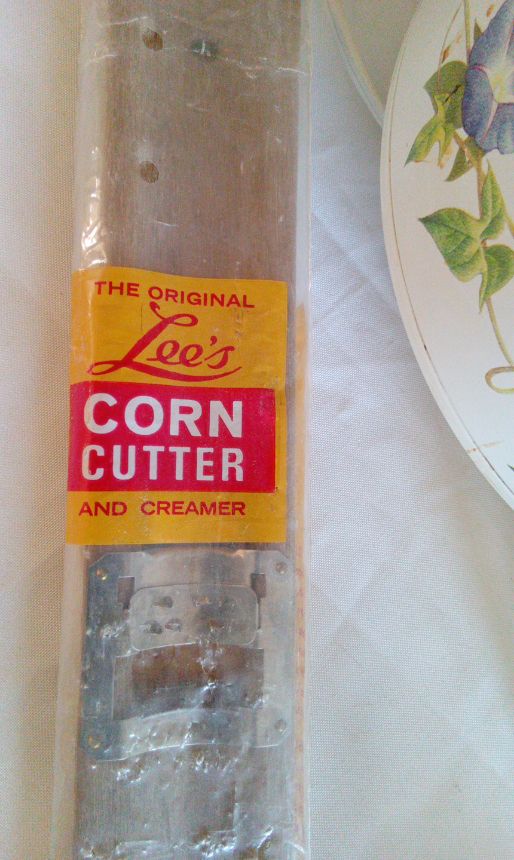 THE ORIGINAL
Lee's
CORN
CUTTER
AND CREAMER